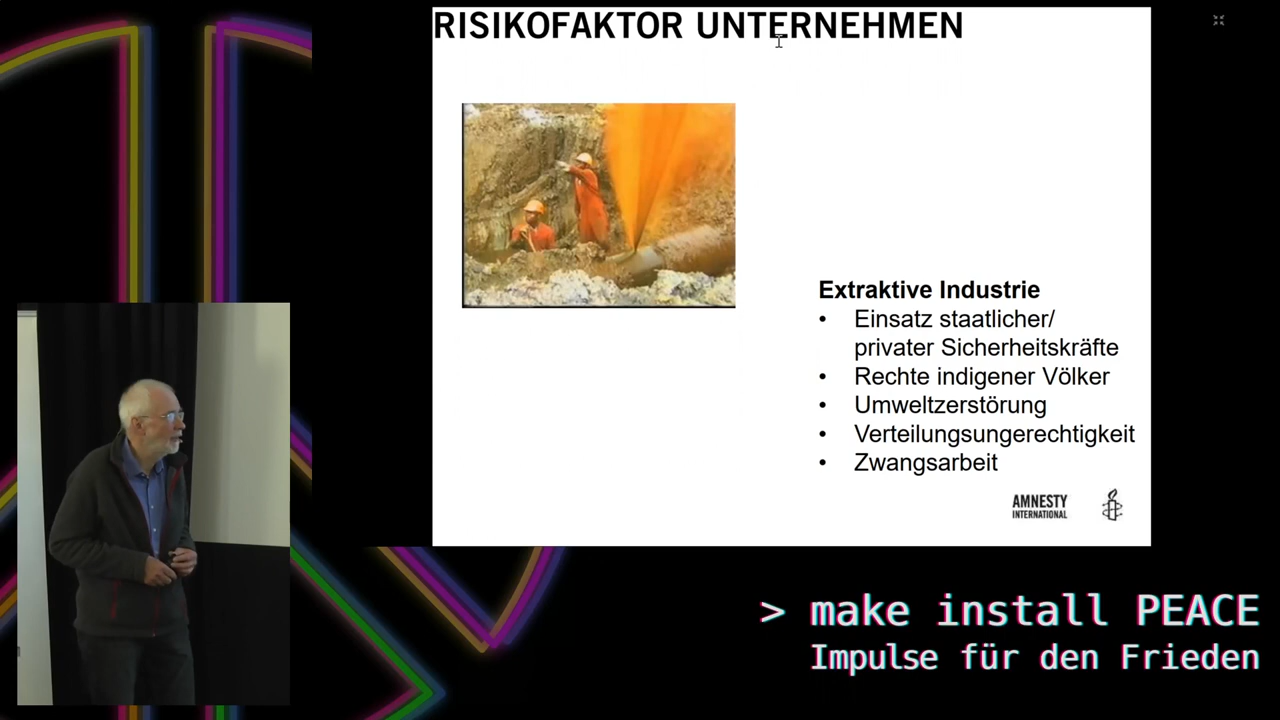 RISIKOFAKTOR UNTERNEHMEN
Extraktive Industrie
• Einsatz staatlicher/
privater Sicherheitskräfte
• Rechte indigener Völker
• Umweltzerstörung
• Verteilungsungerechtigkeit
• Zwangsarbeit
AMNESTY
INTERNATIONAL
> make install PEACE
Impulse für den Frieden